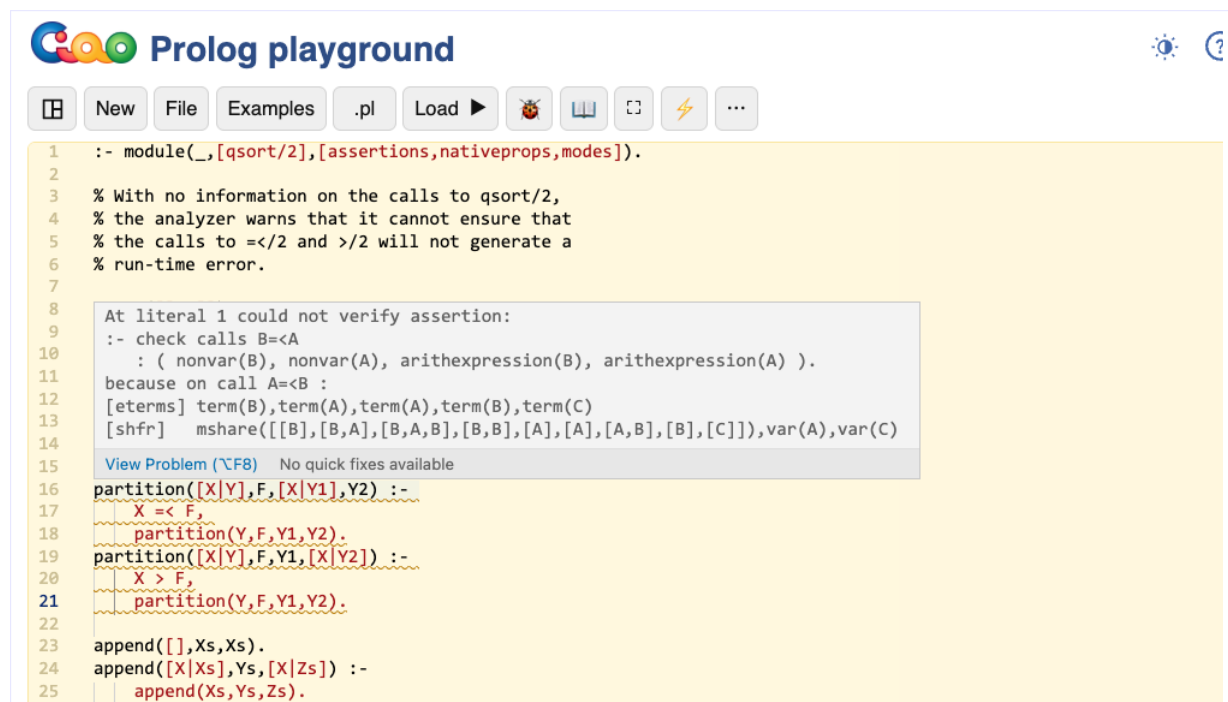 Ciao Prolog playground
New File Examples .pl Load ▶ ...
1 :- module(_,[qsort/2],[assertions,nativeprops,modes]).
2
3 % With no information on the calls to qsort/2,
4 % the analyzer warns that it cannot ensure that
5 % the calls to =</2 and >/2 will not generate a
6 % run-time error.
7
8
9
10
11
12
13
14
15
At literal 1 could not verify assertion:
:- check calls B=<A
: ( nonvar(B), nonvar(A), arithexpression(B), arithexpression(A) ).
because on call A=<B :
[eterms] term(B),term(A),term(A),term(B),term(C)
[shfr] mshare([[B],[B,A],[B,A,B],[B,B],[A],[A],[A,B],[B],[C]]),var(A),var(C)
View Problem (⌥F8) No quick fixes available
16 partition([X|Y],F,[X|Y1],Y2) :-
17 X =< F,
18 partition(Y,F,Y1,Y2).
19 partition([X|Y],F,Y1,[X|Y2]) :-
20 X > F,
21 partition(Y,F,Y1,Y2).
22
23 append([],Xs,Xs).
24 append([X|Xs],Ys,[X|Zs]) :-
25 append(Xs,Ys,Zs).